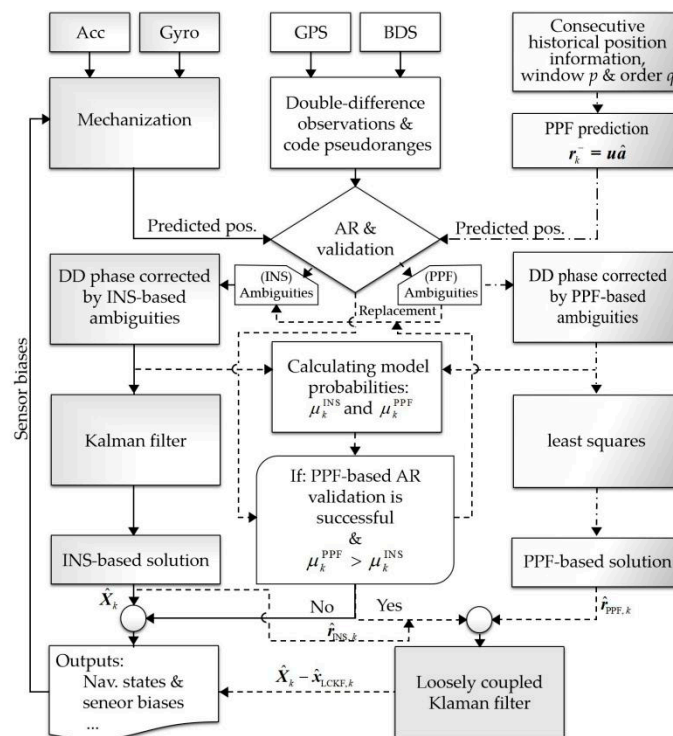 Acc
Gyro
GPS
BDS
Consecutive
historical position
information,
window p & order q
Mechanization
Double-difference
observations &
code pseudoranges
PPF prediction
r_k^- = uâ
Predicted pos.
AR &
validation
Predicted pos.
DD phase corrected
by INS-based
ambiguities
(INS)
Ambiguities
(PPF)
Ambiguities
Replacement
DD phase corrected
by PPF-based
ambiguities
Sensor biases
Calculating model
probabilities:
μ_k^INS and μ_k^PPF
Kalman filter
least squares
If: PPF-based AR
validation is
successful
&
μ_k^PPF > μ_k^INS
INS-based solution
PPF-based solution
X̂_k
No
Yes
r̂_INS,k
r̂_PPF,k
Outputs:
Nav. states &
seneor biases
...
X̂_k − x̂_LCKF,k
Loosely coupled
Klaman filter